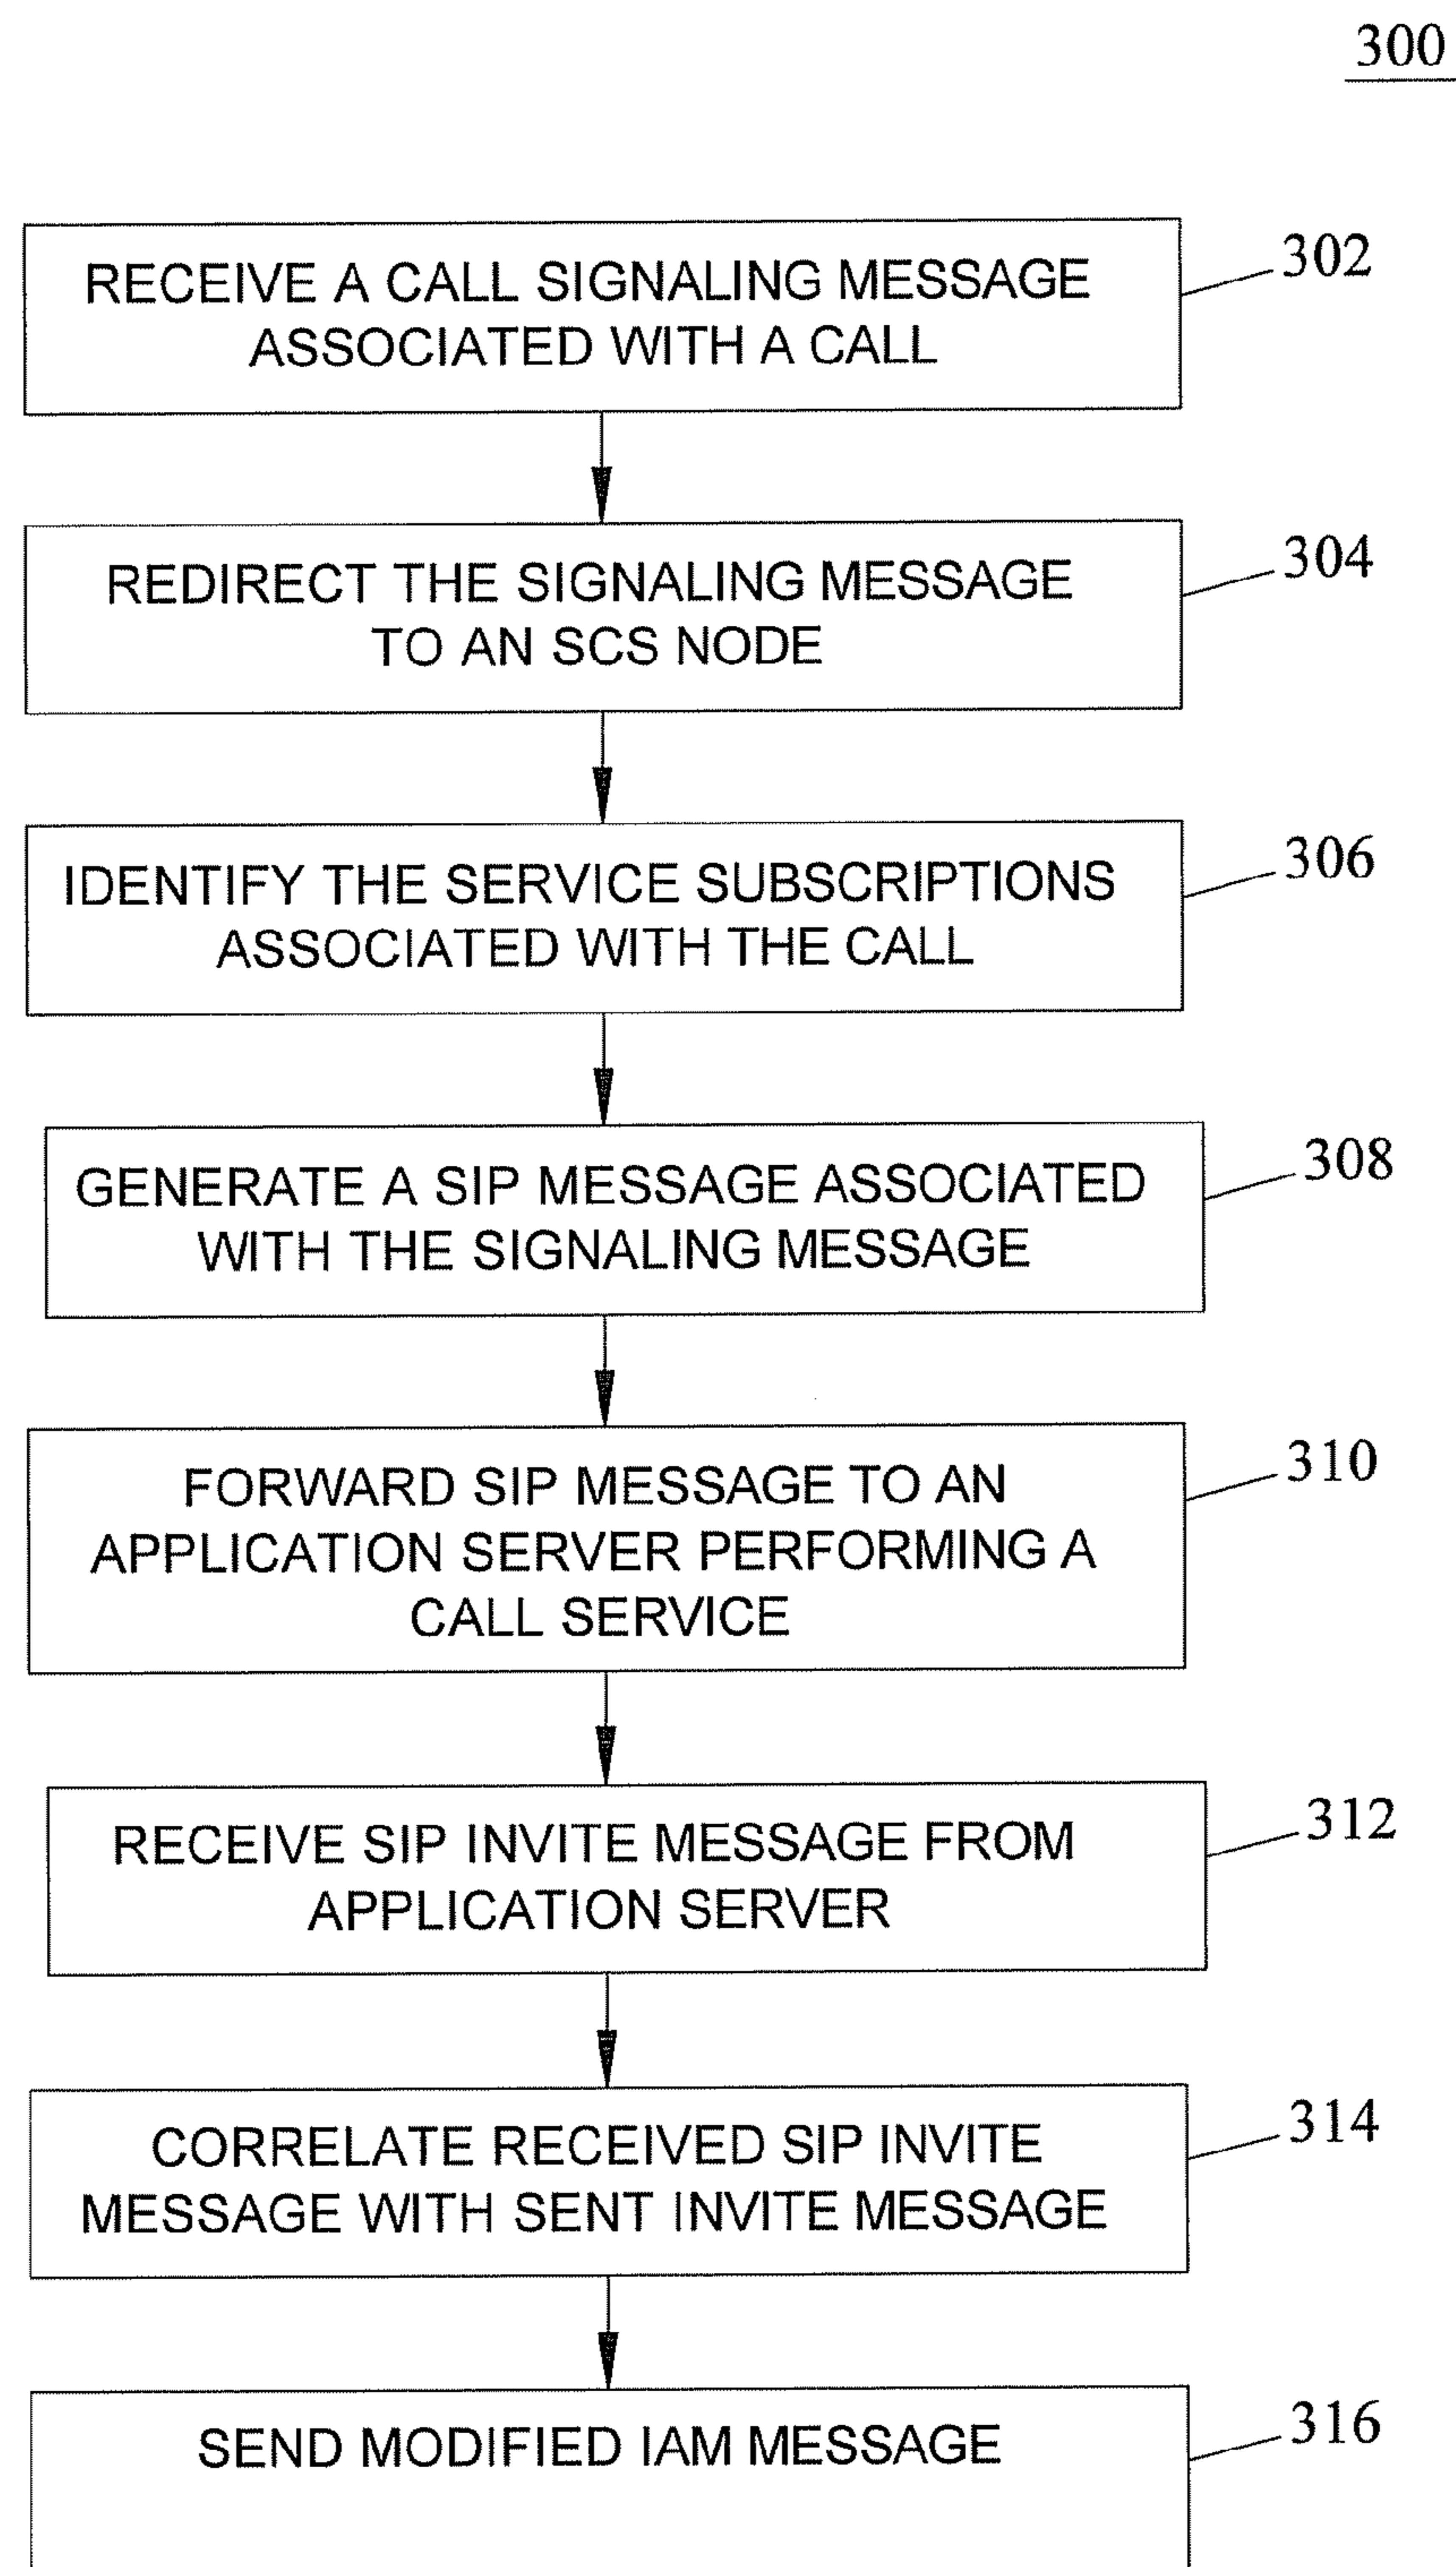 300
RECEIVE A CALL SIGNALING MESSAGE
ASSOCIATED WITH A CALL
302
REDIRECT THE SIGNALING MESSAGE
TO AN SCS NODE
304
IDENTIFY THE SERVICE SUBSCRIPTIONS
ASSOCIATED WITH THE CALL
306
GENERATE A SIP MESSAGE ASSOCIATED
WITH THE SIGNALING MESSAGE
308
FORWARD SIP MESSAGE TO AN
APPLICATION SERVER PERFORMING A
CALL SERVICE
310
RECEIVE SIP INVITE MESSAGE FROM
APPLICATION SERVER
312
CORRELATE RECEIVED SIP INVITE
MESSAGE WITH SENT INVITE MESSAGE
314
SEND MODIFIED IAM MESSAGE
316